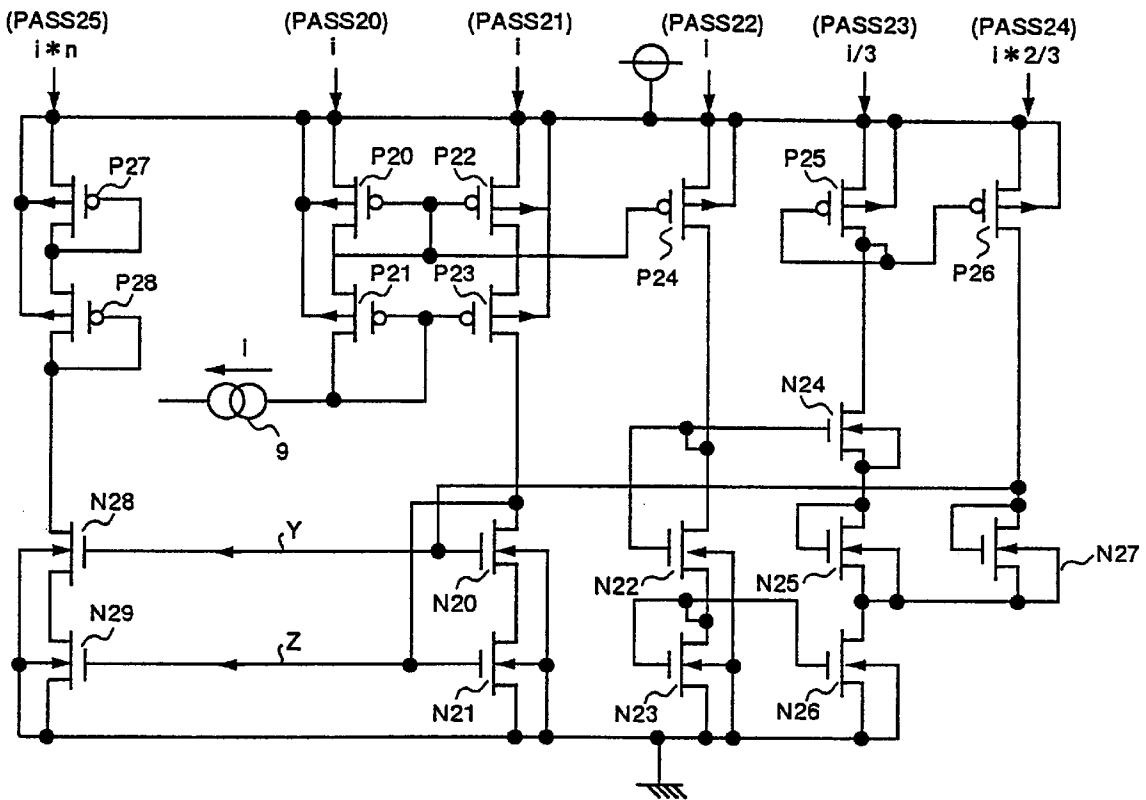 (PASS25) (PASS20) (PASS21) (PASS22) (PASS23) (PASS24)
i*n i i i i/3 i*2/3
P27 P20 P22 P25
P24 P26
P28 P21 P23
i
9
N24
N28 Y
N20 N22 N25 N27
N29 Z
N21 N23 N26